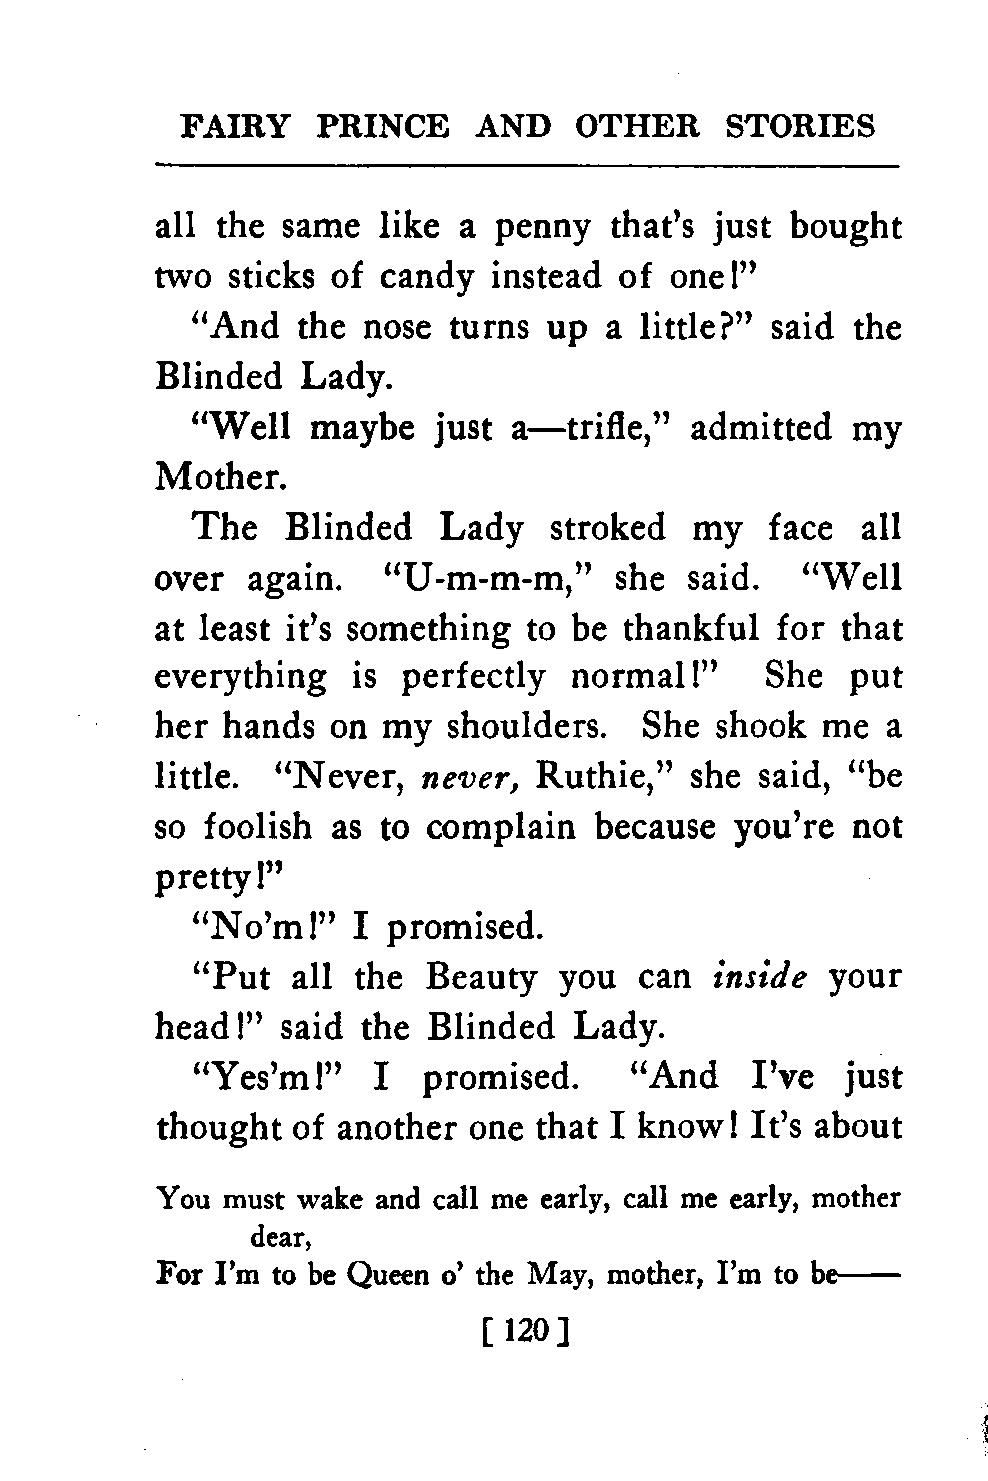 FAIRY PRINCE AND OTHER STORIES
all the same like a penny that's just bought
two sticks of candy instead of one!"
"And the nose turns up a little?" said the
Blinded Lady.
"Well maybe just a—trifle," admitted my
Mother.
The Blinded Lady stroked my face all
over again. "U-m-m-m," she said. "Well
at least it's something to be thankful for that
everything is perfectly normal!" She put
her hands on my shoulders. She shook me a
little. "Never, never, Ruthie," she said, "be
so foolish as to complain because you're not
pretty!"
"No'm!" I promised.
"Put all the Beauty you can inside your
head!" said the Blinded Lady.
"Yes'm!" I promised. "And I've just
thought of another one that I know! It's about
You must wake and call me early, call me early, mother
dear,
For I'm to be Queen o' the May, mother, I'm to be——
[ 120 ]